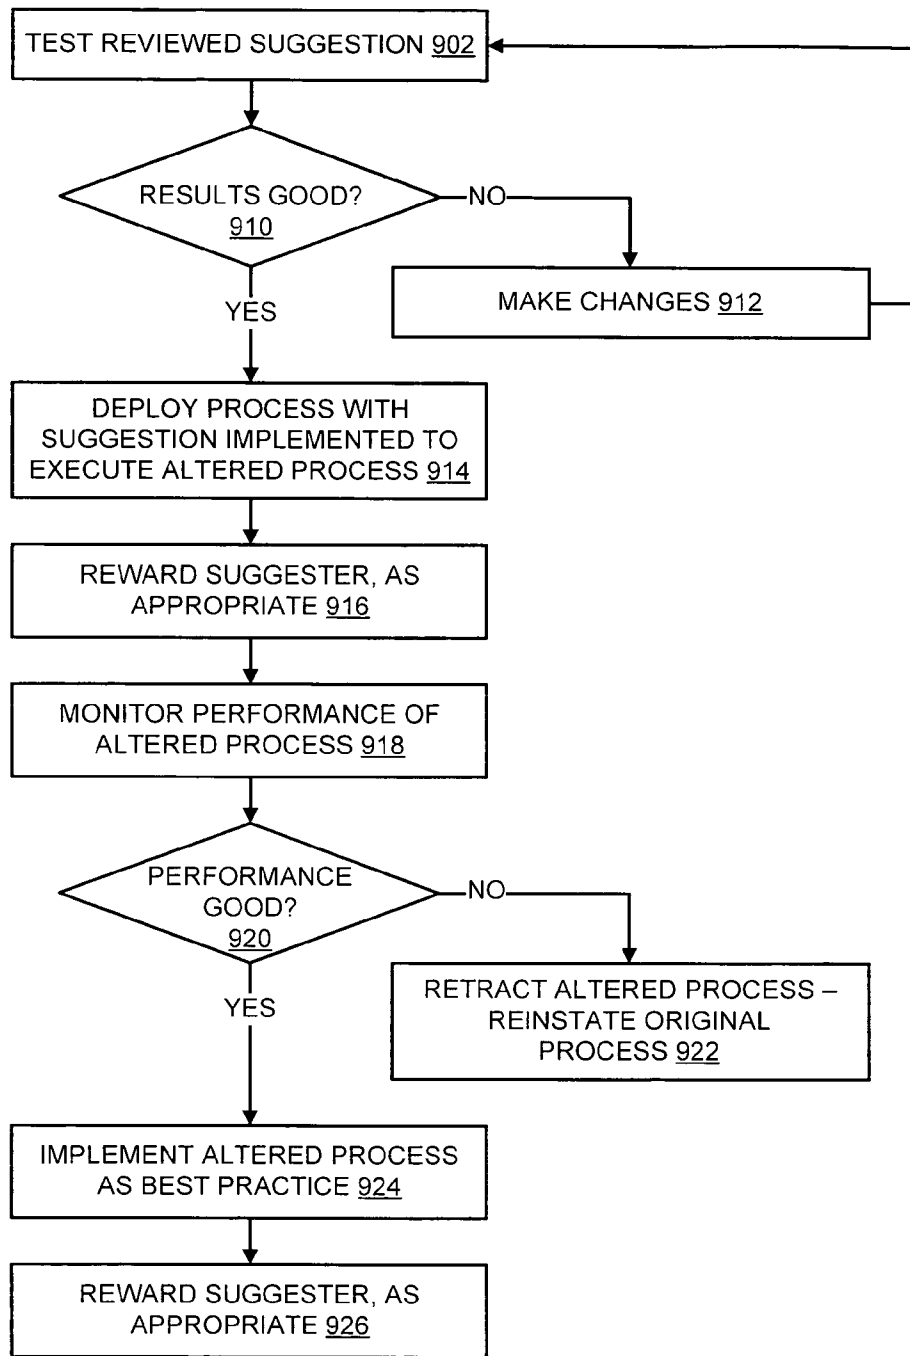 TEST REVIEWED SUGGESTION 902
RESULTS GOOD?
910
NO
YES
MAKE CHANGES 912
DEPLOY PROCESS WITH
SUGGESTION IMPLEMENTED TO
EXECUTE ALTERED PROCESS 914
REWARD SUGGESTER, AS
APPROPRIATE 916
MONITOR PERFORMANCE OF
ALTERED PROCESS 918
PERFORMANCE
GOOD?
920
NO
YES
RETRACT ALTERED PROCESS –
REINSTATE ORIGINAL
PROCESS 922
IMPLEMENT ALTERED PROCESS
AS BEST PRACTICE 924
REWARD SUGGESTER, AS
APPROPRIATE 926